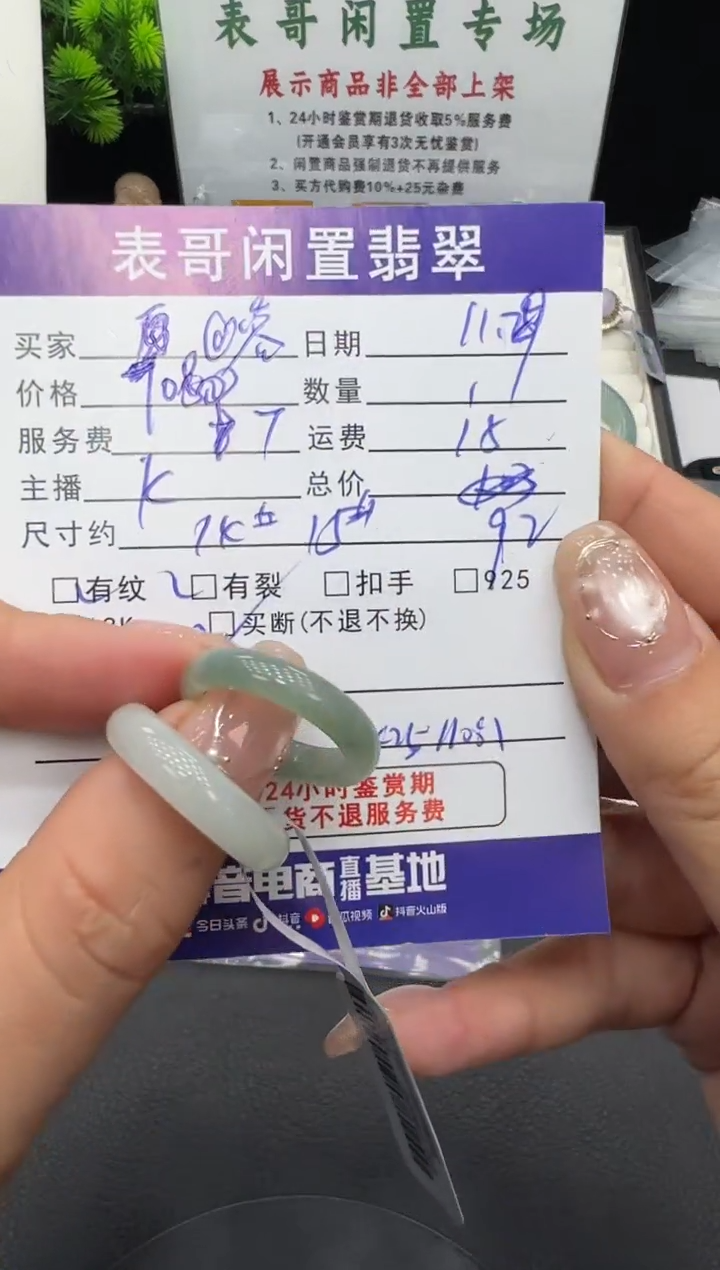 表哥闲置专场
展示商品非全部上架
1、24小时鉴赏期退货收取5%服务费
(开通会员享有3次无忧鉴赏)
2、闲置商品强制退货不再提供服务
3、买方代购费10%+25元杂费
表哥闲置翡翠
买家 日期
价格 数量 1
服务费 7 运费 18
主播 K 总价
尺寸约 92
□有纹 □有裂 □扣手 □925
□买断(不退不换)
24小时鉴赏期
货不退服务费
音电商直播基地
今日头条 抖音 瓜视频 抖音火山版